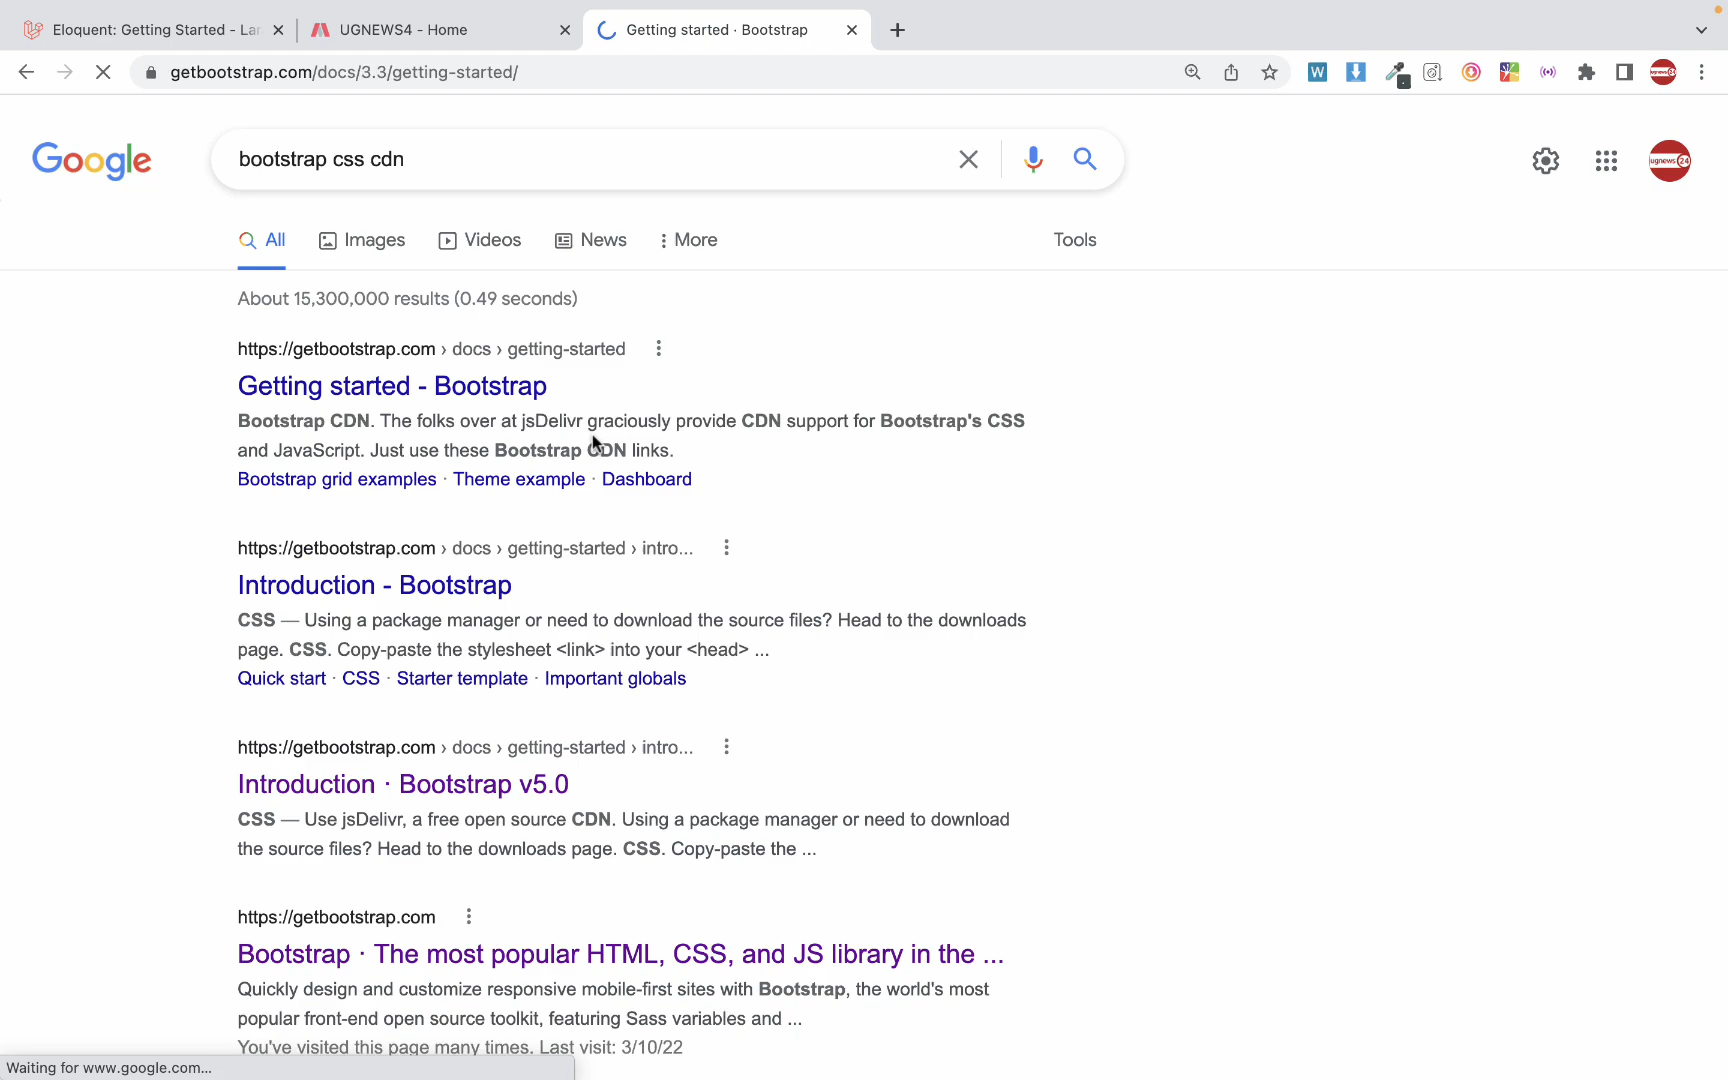 Eloquent: Getting Started - Lar
UGNEWS4 - Home
Getting started · Bootstrap
getbootstrap.com/docs/3.3/getting-started/
Google
bootstrap css cdn
ugnews 24
All
Images
Videos
News
More
Tools
About 15,300,000 results (0.49 seconds)
https://getbootstrap.com › docs › getting-started
Getting started - Bootstrap
Bootstrap CDN. The folks over at jsDelivr graciously provide CDN support for Bootstrap's CSS
and JavaScript. Just use these Bootstrap CDN links.
Bootstrap grid examples · Theme example · Dashboard
https://getbootstrap.com › docs › getting-started › intro...
Introduction - Bootstrap
CSS — Using a package manager or need to download the source files? Head to the downloads
page. CSS. Copy-paste the stylesheet <link> into your <head> ...
Quick start · CSS · Starter template · Important globals
https://getbootstrap.com › docs › getting-started › intro...
Introduction · Bootstrap v5.0
CSS — Use jsDelivr, a free open source CDN. Using a package manager or need to download
the source files? Head to the downloads page. CSS. Copy-paste the ...
https://getbootstrap.com
Bootstrap · The most popular HTML, CSS, and JS library in the ...
Quickly design and customize responsive mobile-first sites with Bootstrap, the world's most
popular front-end open source toolkit, featuring Sass variables and ...
You've visited this page many times. Last visit: 3/10/22
Waiting for www.google.com...